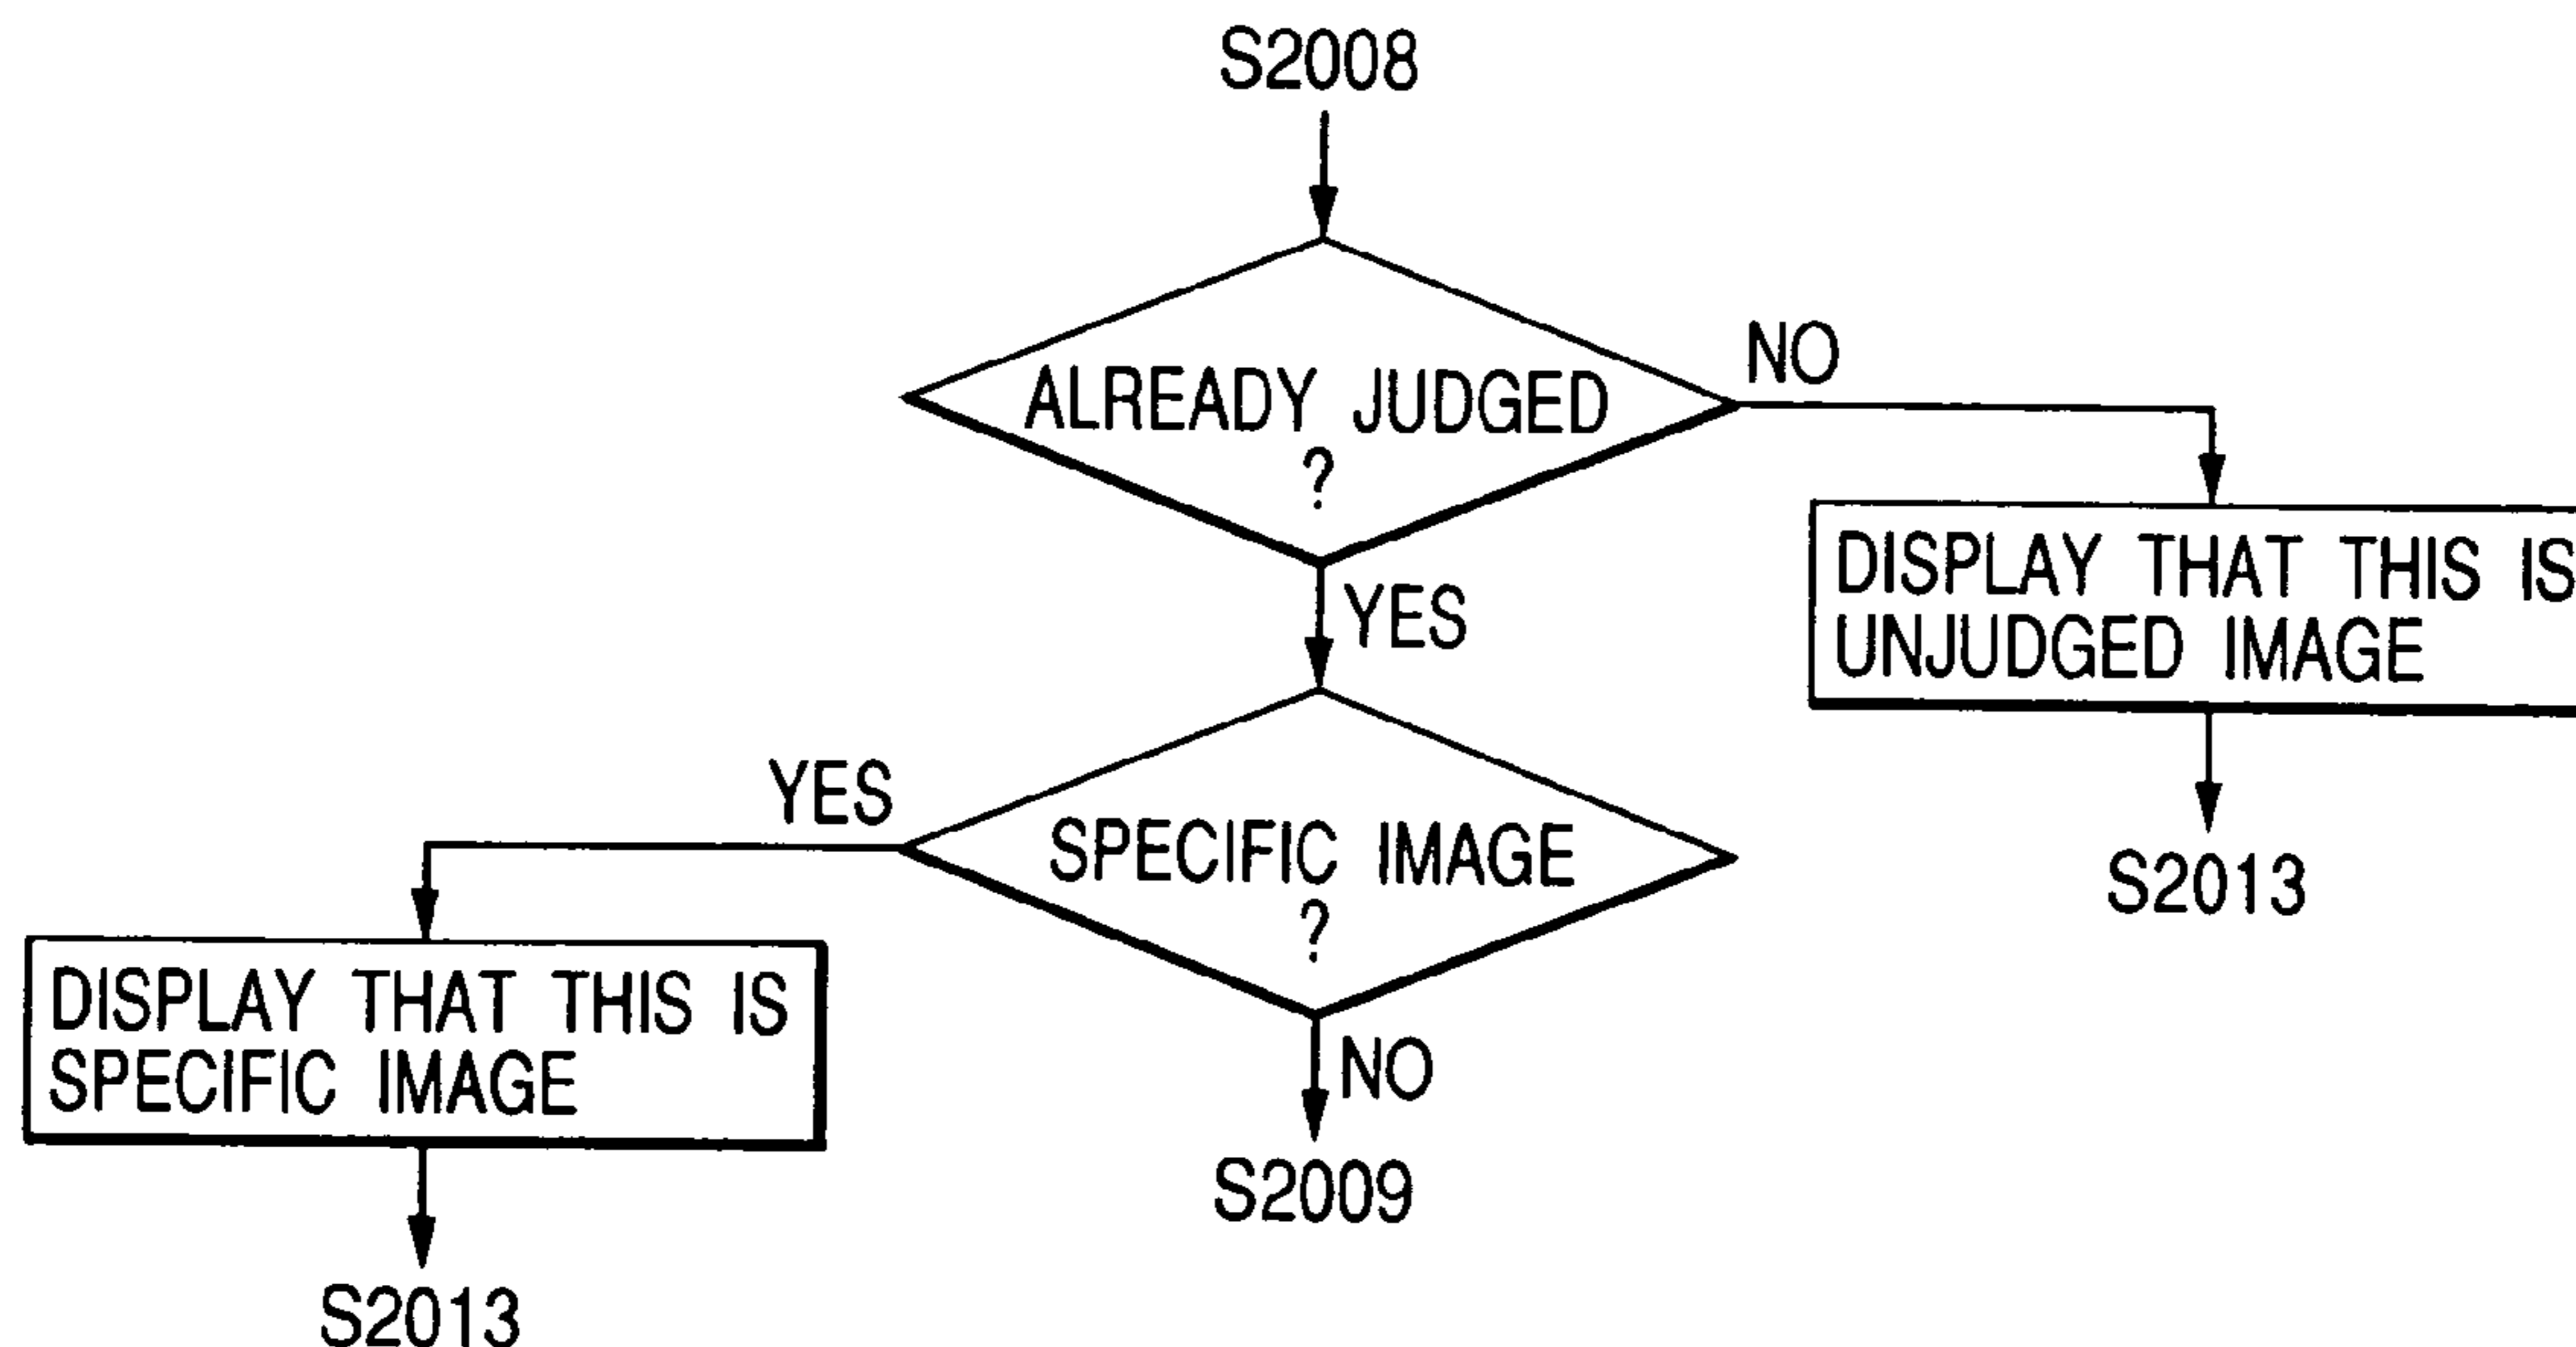 S2008
ALREADY JUDGED
?
NO
DISPLAY THAT THIS IS
UNJUDGED IMAGE
S2013
YES
SPECIFIC IMAGE
?
YES
DISPLAY THAT THIS IS
SPECIFIC IMAGE
S2013
NO
S2009